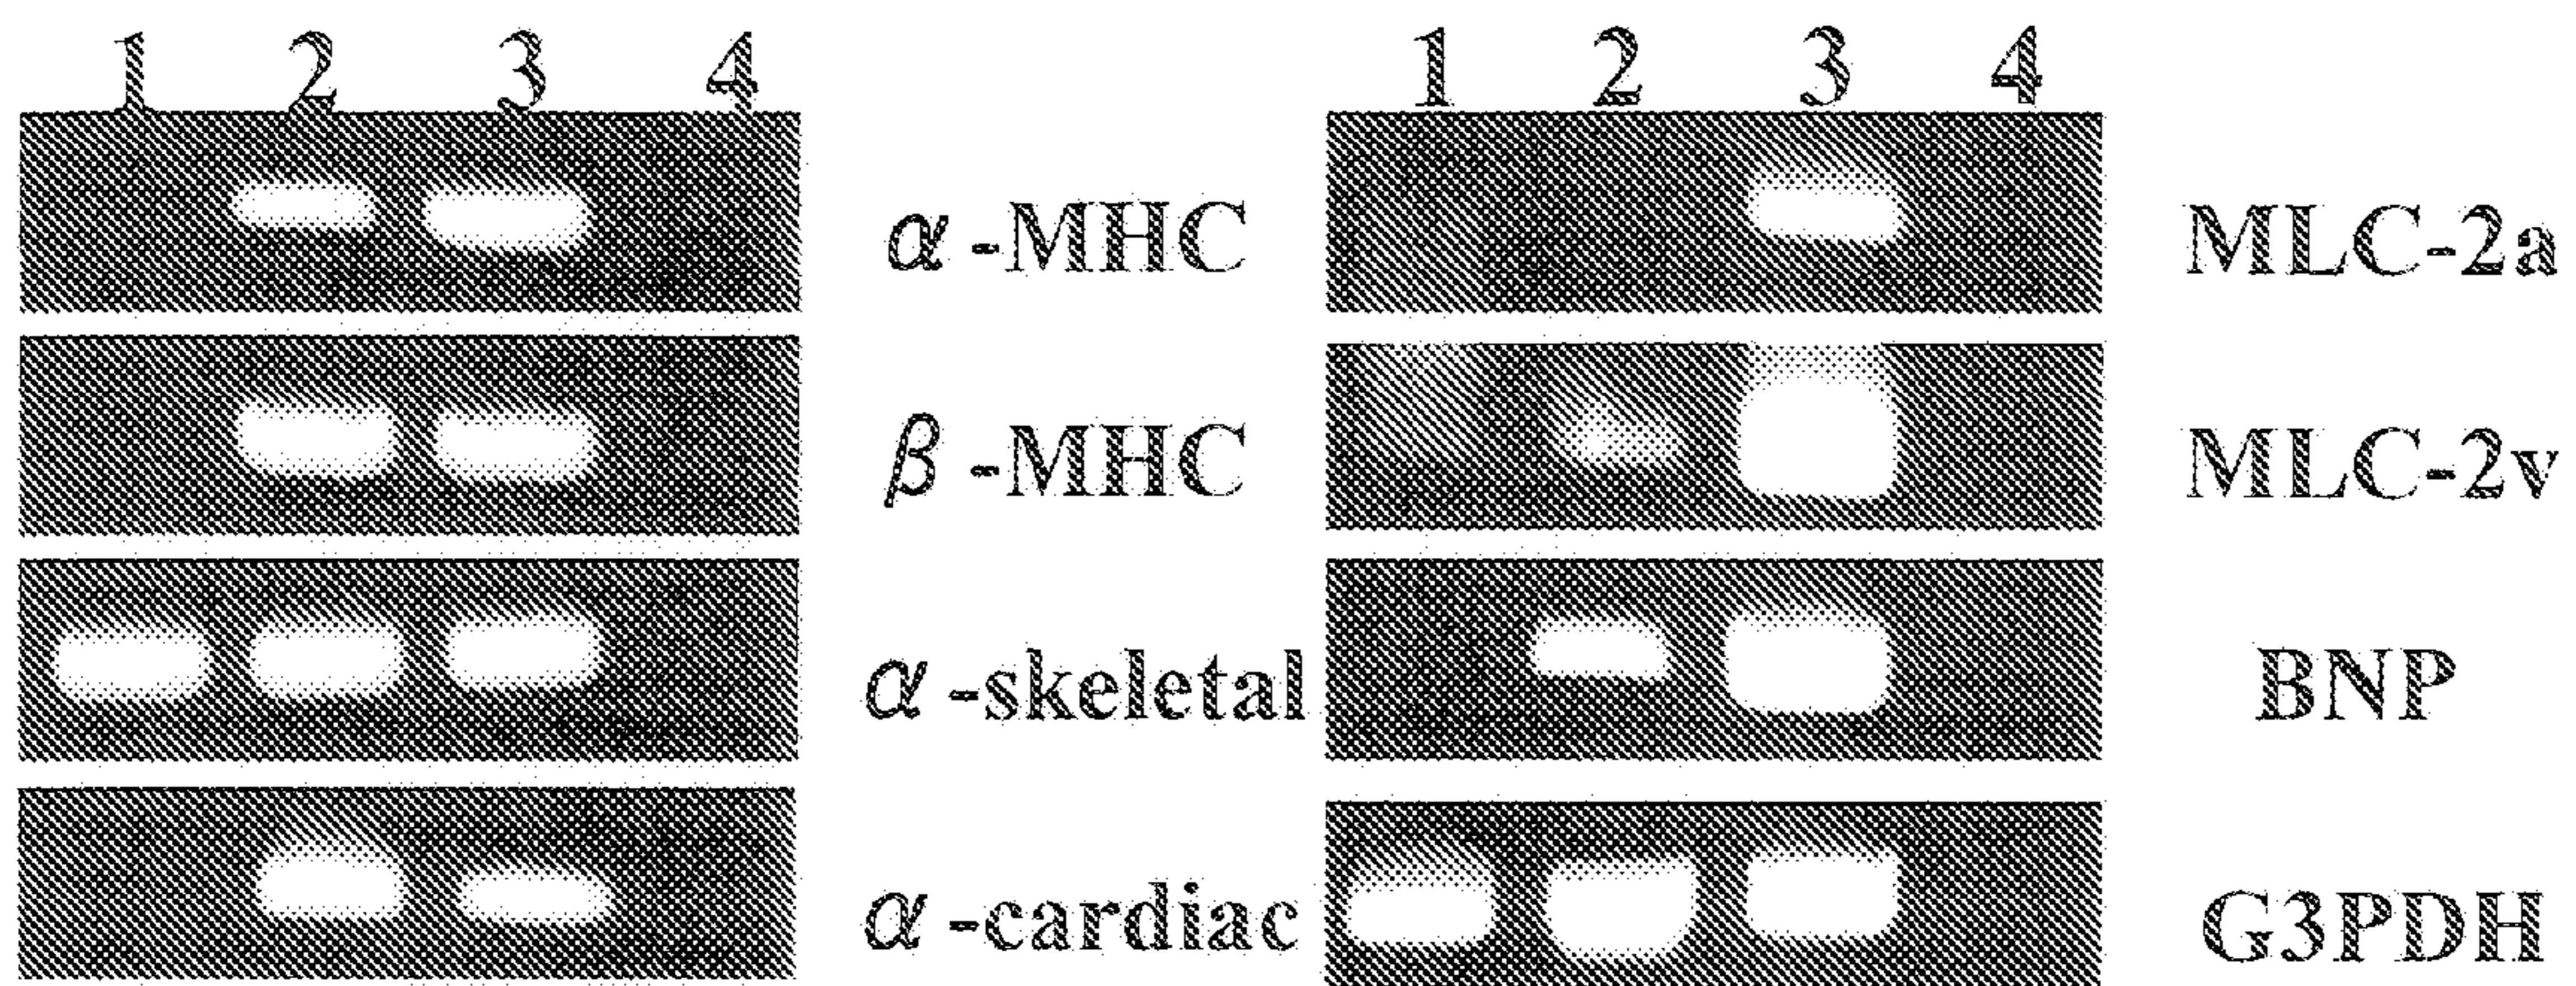 1 2 3 4 1 2 3 4
α-MHC MLC-2a
β-MHC MLC-2v
α-skeletal BNP
α-cardiac G3PDH